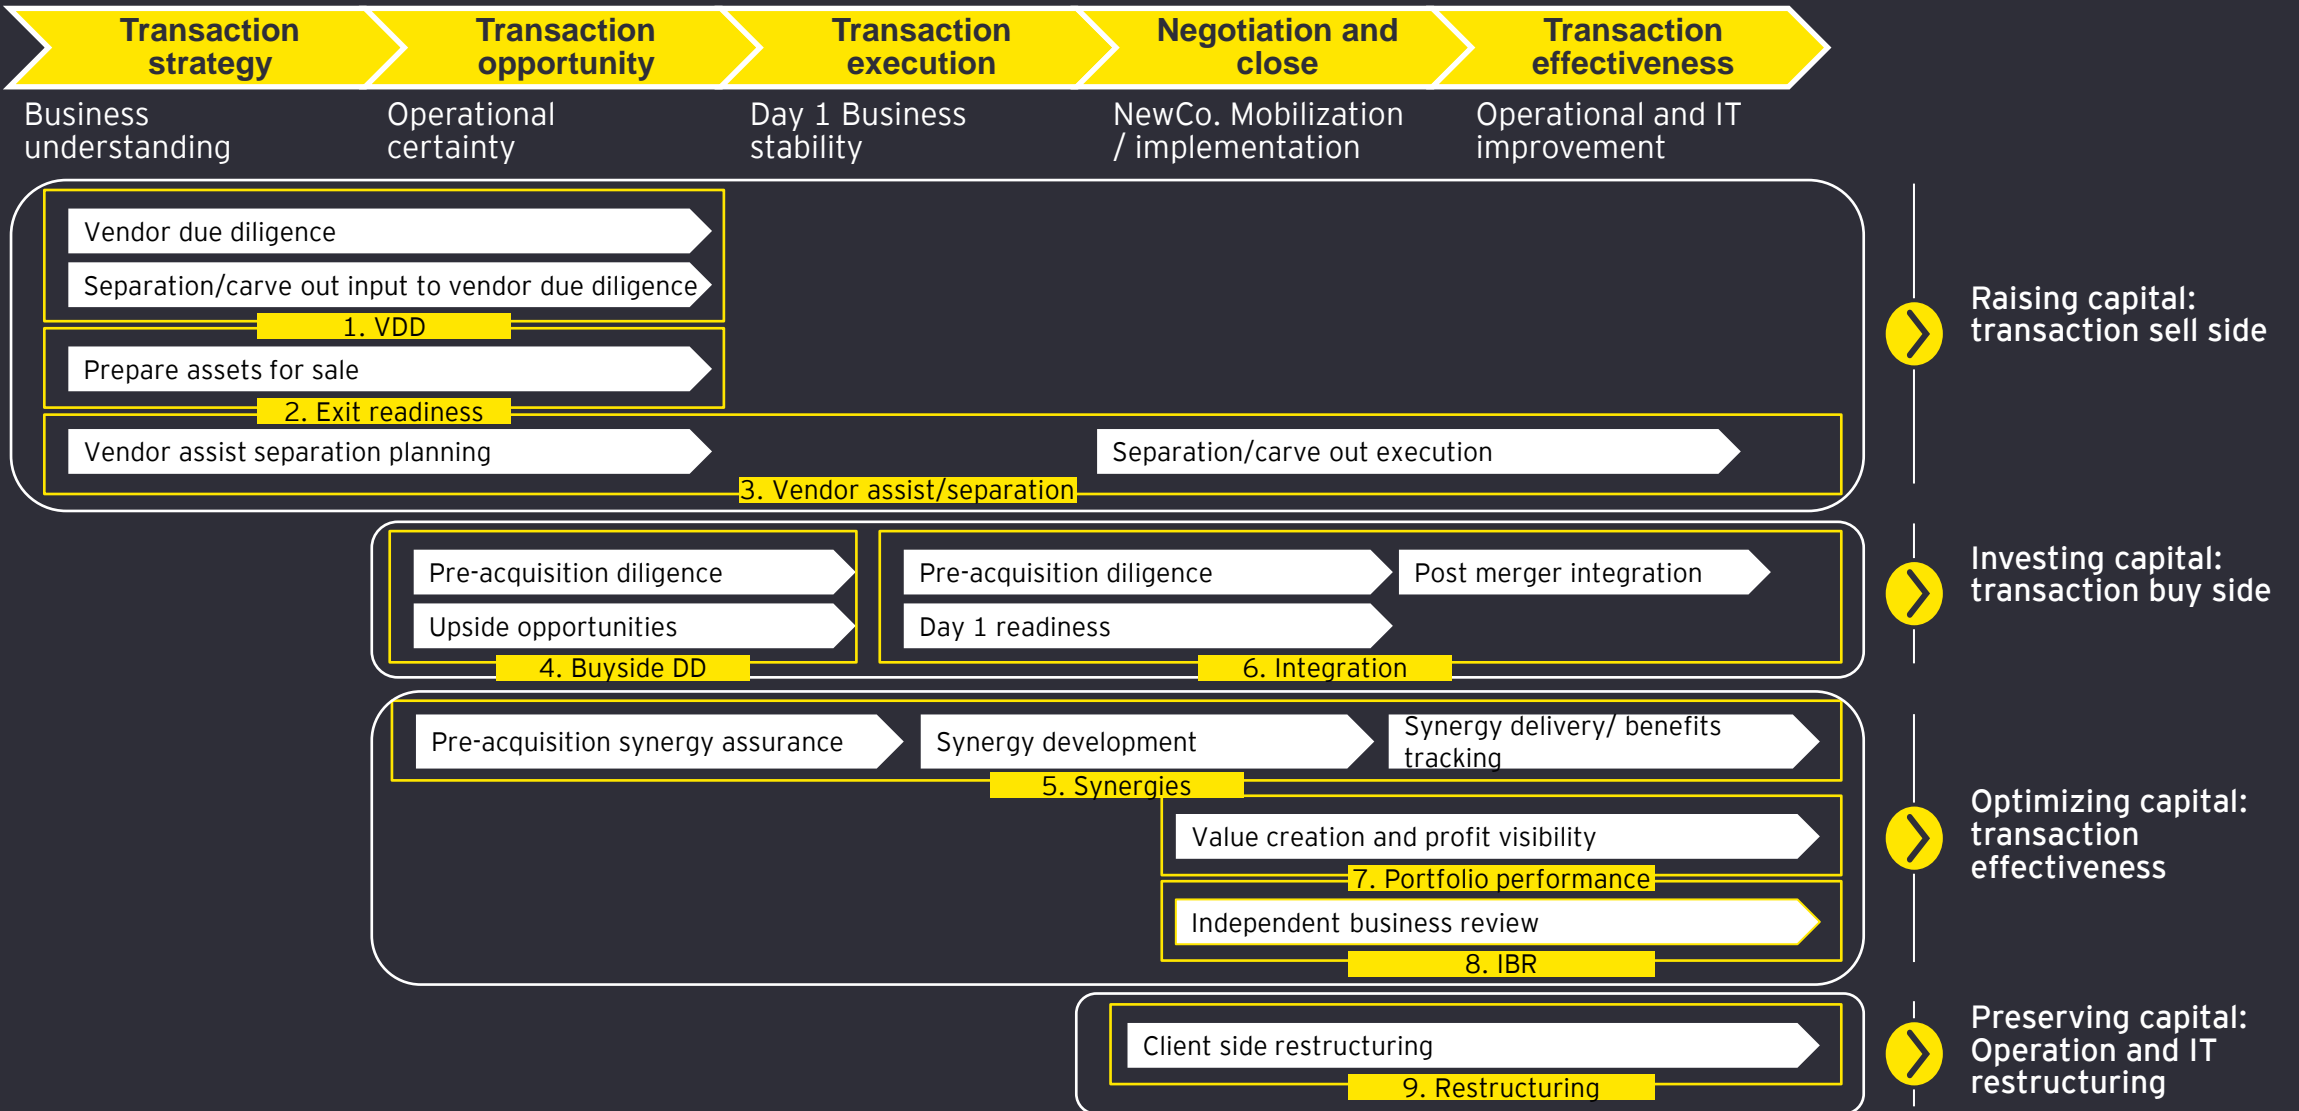 Transaction
strategy
Transaction
opportunity
Transaction
execution
Negotiation and
close
Transaction
effectiveness
Business
understanding
Operational
certainty
Day 1 Business
stability
NewCo. Mobilization
/ implementation
Operational and IT
improvement
Vendor due diligence
Separation/carve out input to vendor due diligence
1. VDD
Prepare assets for sale
2. Exit readiness
Vendor assist separation planning
Separation/carve out execution
3. Vendor assist/separation
Raising capital:
transaction sell side
Pre-acquisition diligence
Upside opportunities
4. Buyside DD
Pre-acquisition diligence
Post merger integration
Day 1 readiness
6. Integration
Investing capital:
transaction buy side
Pre-acquisition synergy assurance
Synergy development
Synergy delivery/ benefits
tracking
5. Synergies
Value creation and profit visibility
7. Portfolio performance
Independent business review
8. IBR
Optimizing capital:
transaction
effectiveness
Client side restructuring
9. Restructuring
Preserving capital:
Operation and IT
restructuring